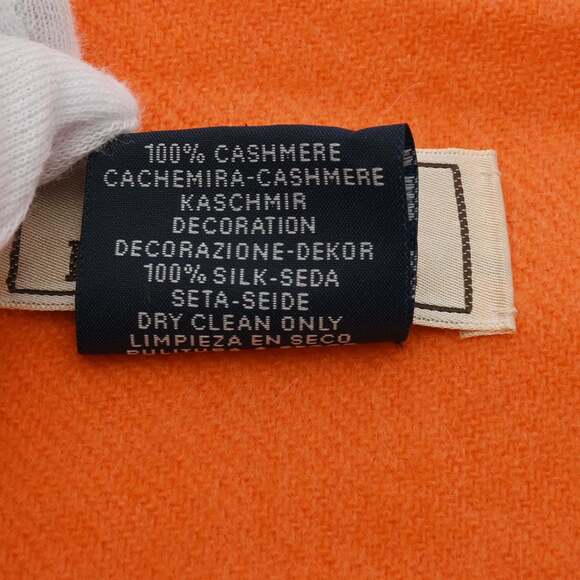 100% CASHMERE
CACHEMIRA-CASHMERE
KASCHMIR
DECORATION
DECORAZIONE-DEKOR
100% SILK-SEDA
SETA-SEIDE
DRY CLEAN ONLY
LIMPIEZA EN SECO